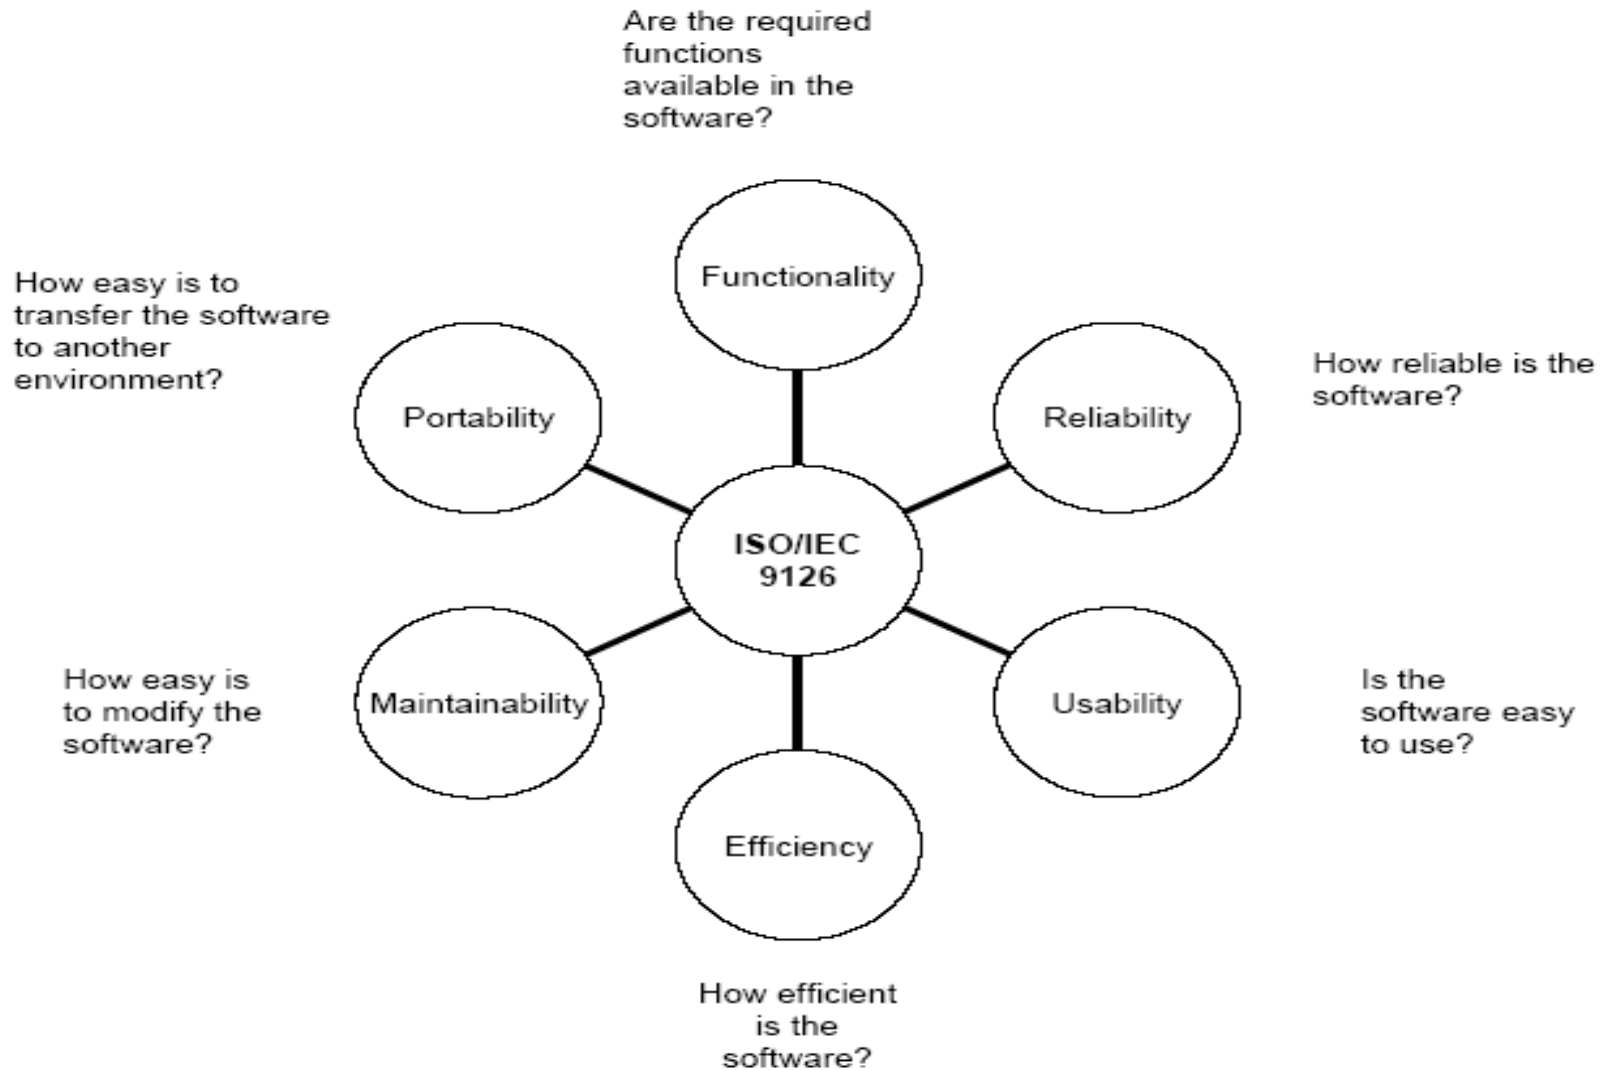 Are the required
functions
available in the
software?
Functionality
How easy is to
transfer the software
to another
environment?
Portability
Reliability
How reliable is the
software?
ISO/IEC
9126
How easy is
to modify the
software?
Maintainability
Usability
Is the
software easy
to use?
Efficiency
How efficient
is the
software?